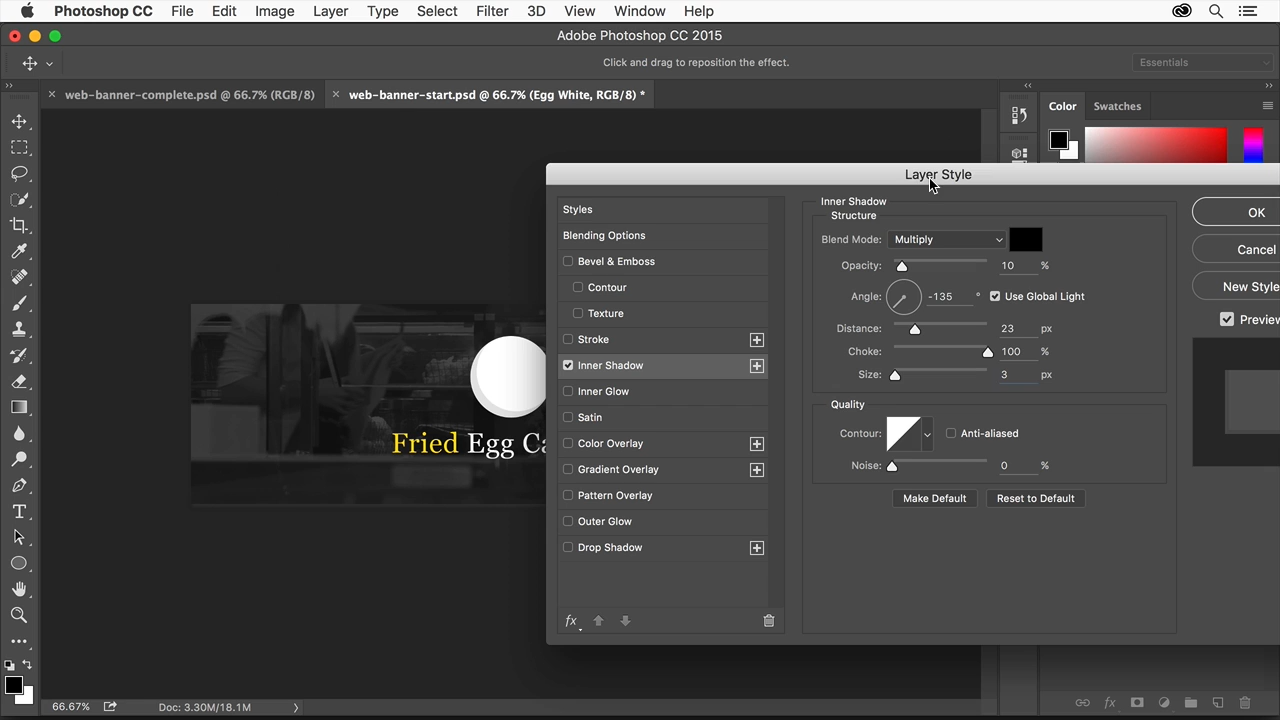 Photoshop CC File Edit Image Layer Type Select Filter 3D View Window Help
Adobe Photoshop CC 2015
Click and drag to reposition the effect.
Essentials
web-banner-complete.psd @ 66.7% (RGB/8)
web-banner-start.psd @ 66.7% (Egg White, RGB/8) *
Color Swatches
Layer Style
Styles
Blending Options
Bevel & Emboss
Contour
Texture
Stroke
Inner Shadow
Inner Glow
Satin
Color Overlay
Gradient Overlay
Pattern Overlay
Outer Glow
Drop Shadow
fx
Inner Shadow
Structure
Blend Mode: Multiply
Opacity: 10 %
Angle: -135 ° Use Global Light
Distance: 23 px
Choke: 100 %
Size: 3 px
Quality
Contour: Anti-aliased
Noise: 0 %
Make Default Reset to Default
OK
Cancel
New Style
Preview
Fried Egg Ca
66.67% Doc: 3.30M/18.1M
fx